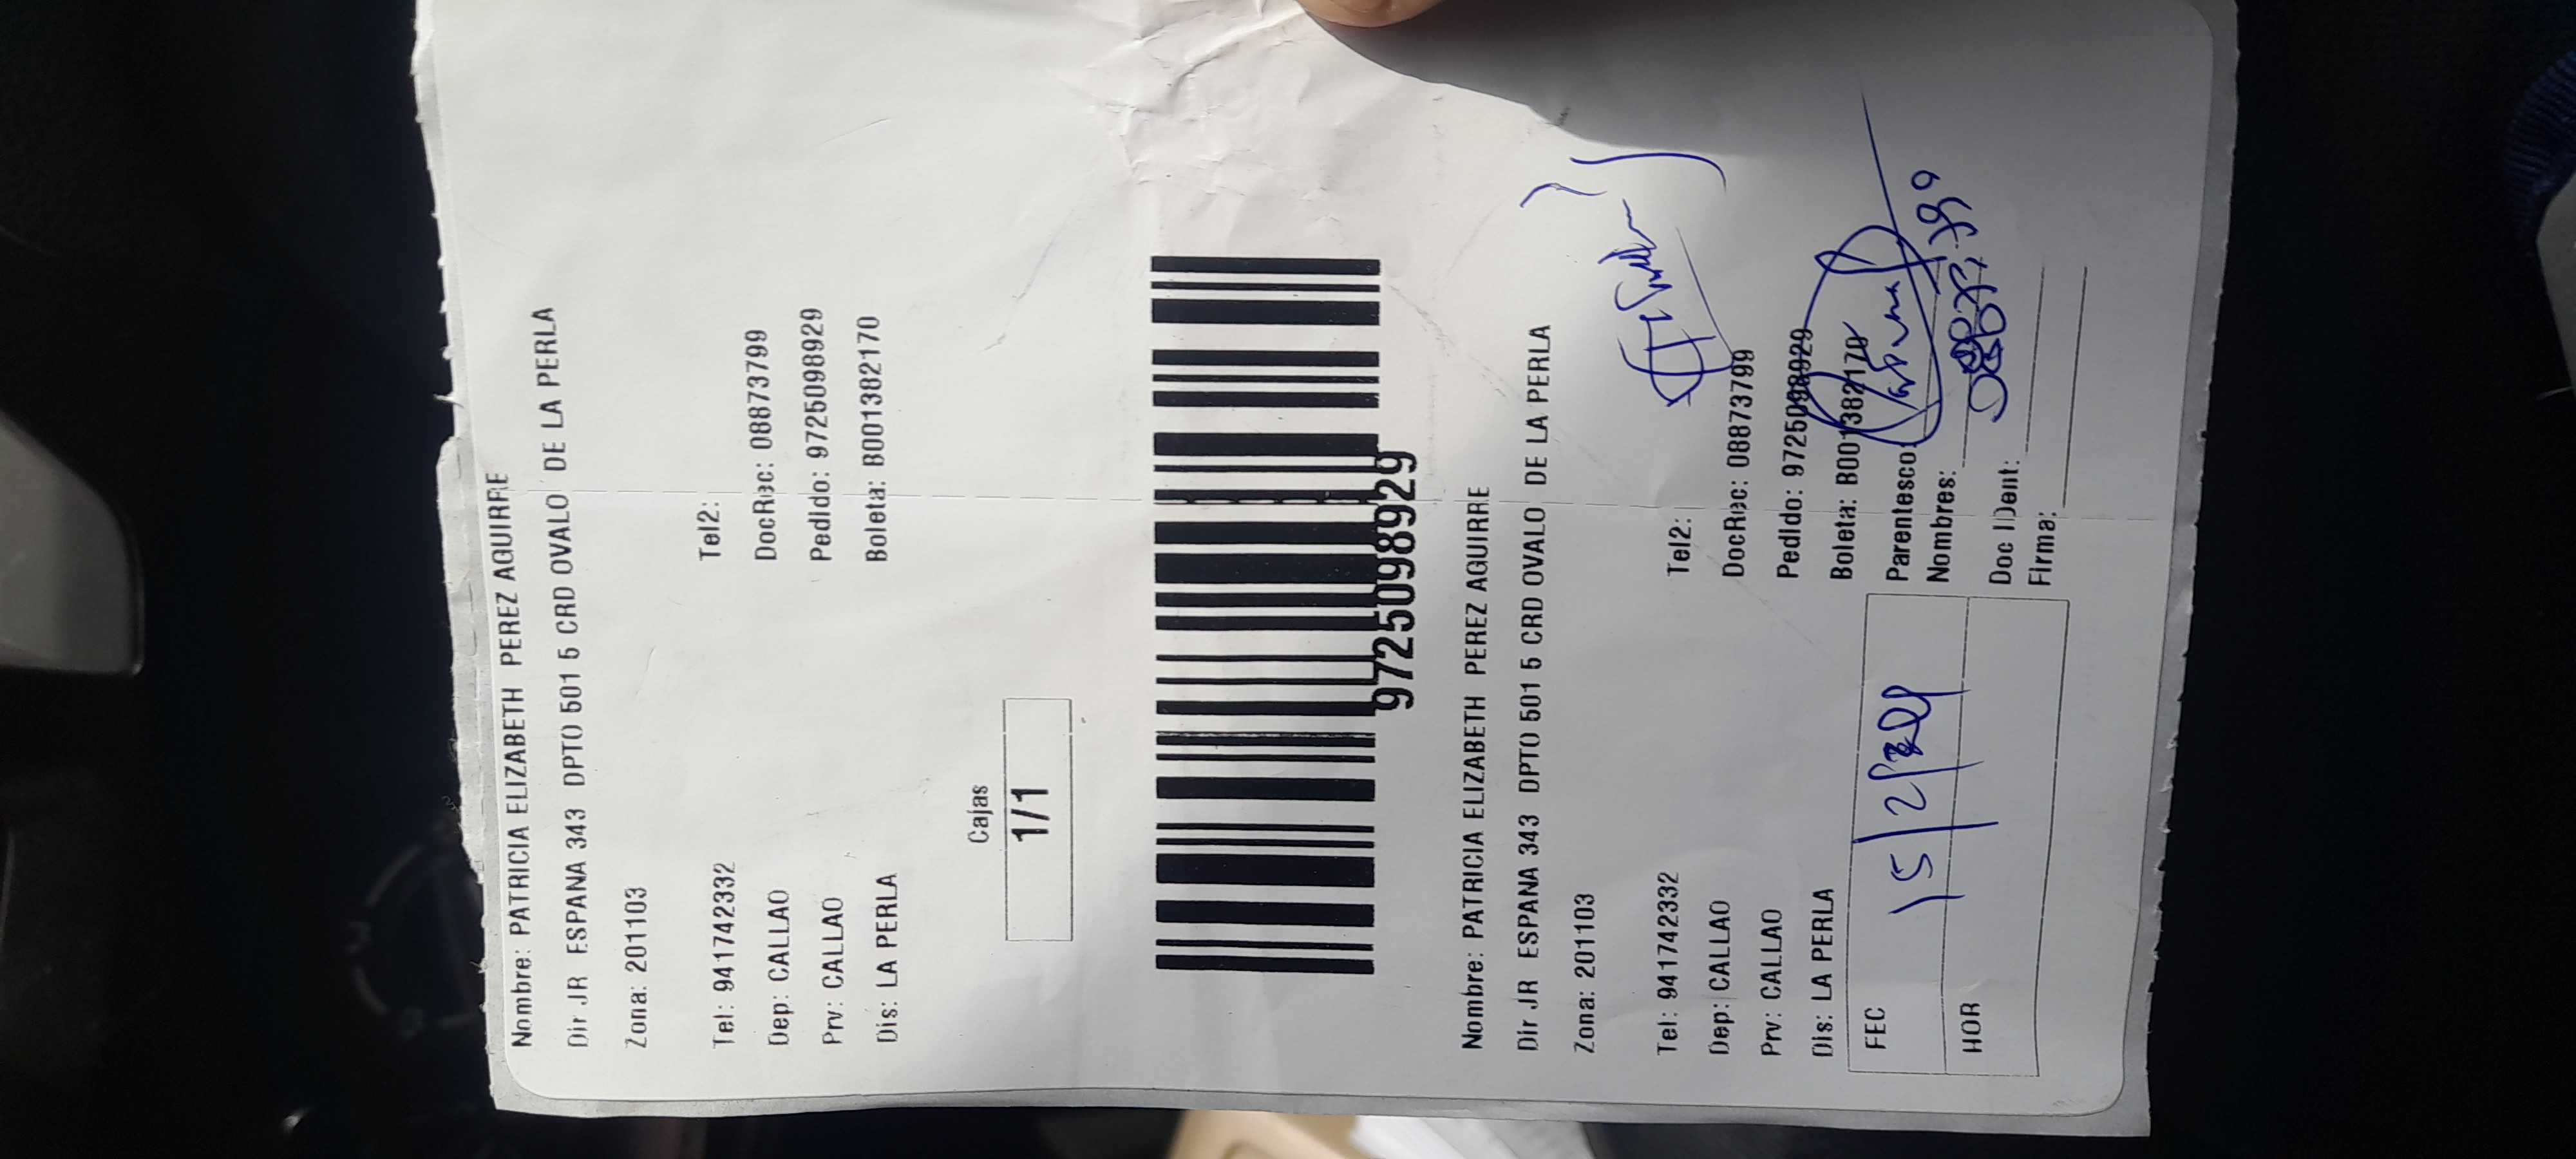 Nombre: PATRICIA ELIZABETH PEREZ AGUIRRE
Dir JR ESPANA 343 DPTO 501 5 CRD OVALO DE LA PERLA
Zona: 201103
Tel: 941742332 Tel2:
Dep: CALLAO DocRec: 08873799
Prv: CALLAO Pedido: 9725098929
Dis: LA PERLA Boleta: B001382170
Cajas
1/1
9725098929
Nombre: PATRICIA ELIZABETH PEREZ AGUIRRE
Dir JR ESPANA 343 DPTO 501 5 CRD OVALO DE LA PERLA
Zona: 201103
Tel: 941742332 Tel2:
Dep: CALLAO DocRec: 08873799
Prv: CALLAO Pedido: 9725098929
Dis: LA PERLA Boleta: B001382170
FEC 15/2/ Parentesco:
Nombres:
HOR Doc IDent:
Firma: